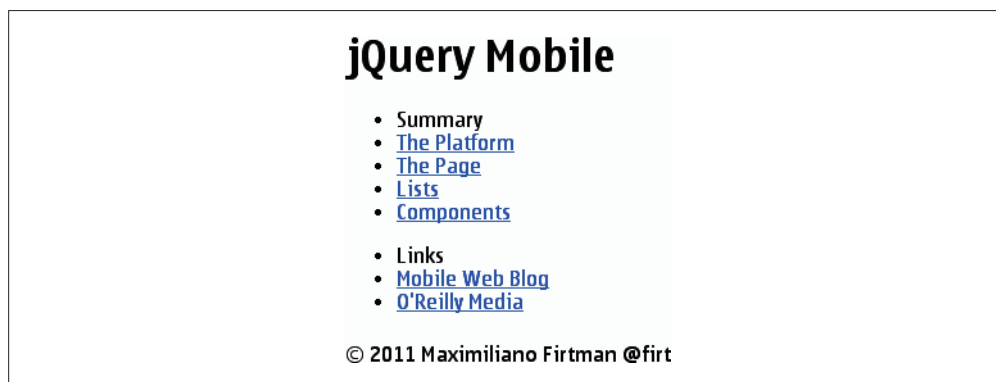 jQuery Mobile
• Summary
• The Platform
• The Page
• Lists
• Components
• Links
• Mobile Web Blog
• O'Reilly Media
© 2011 Maximiliano Firtman @firt